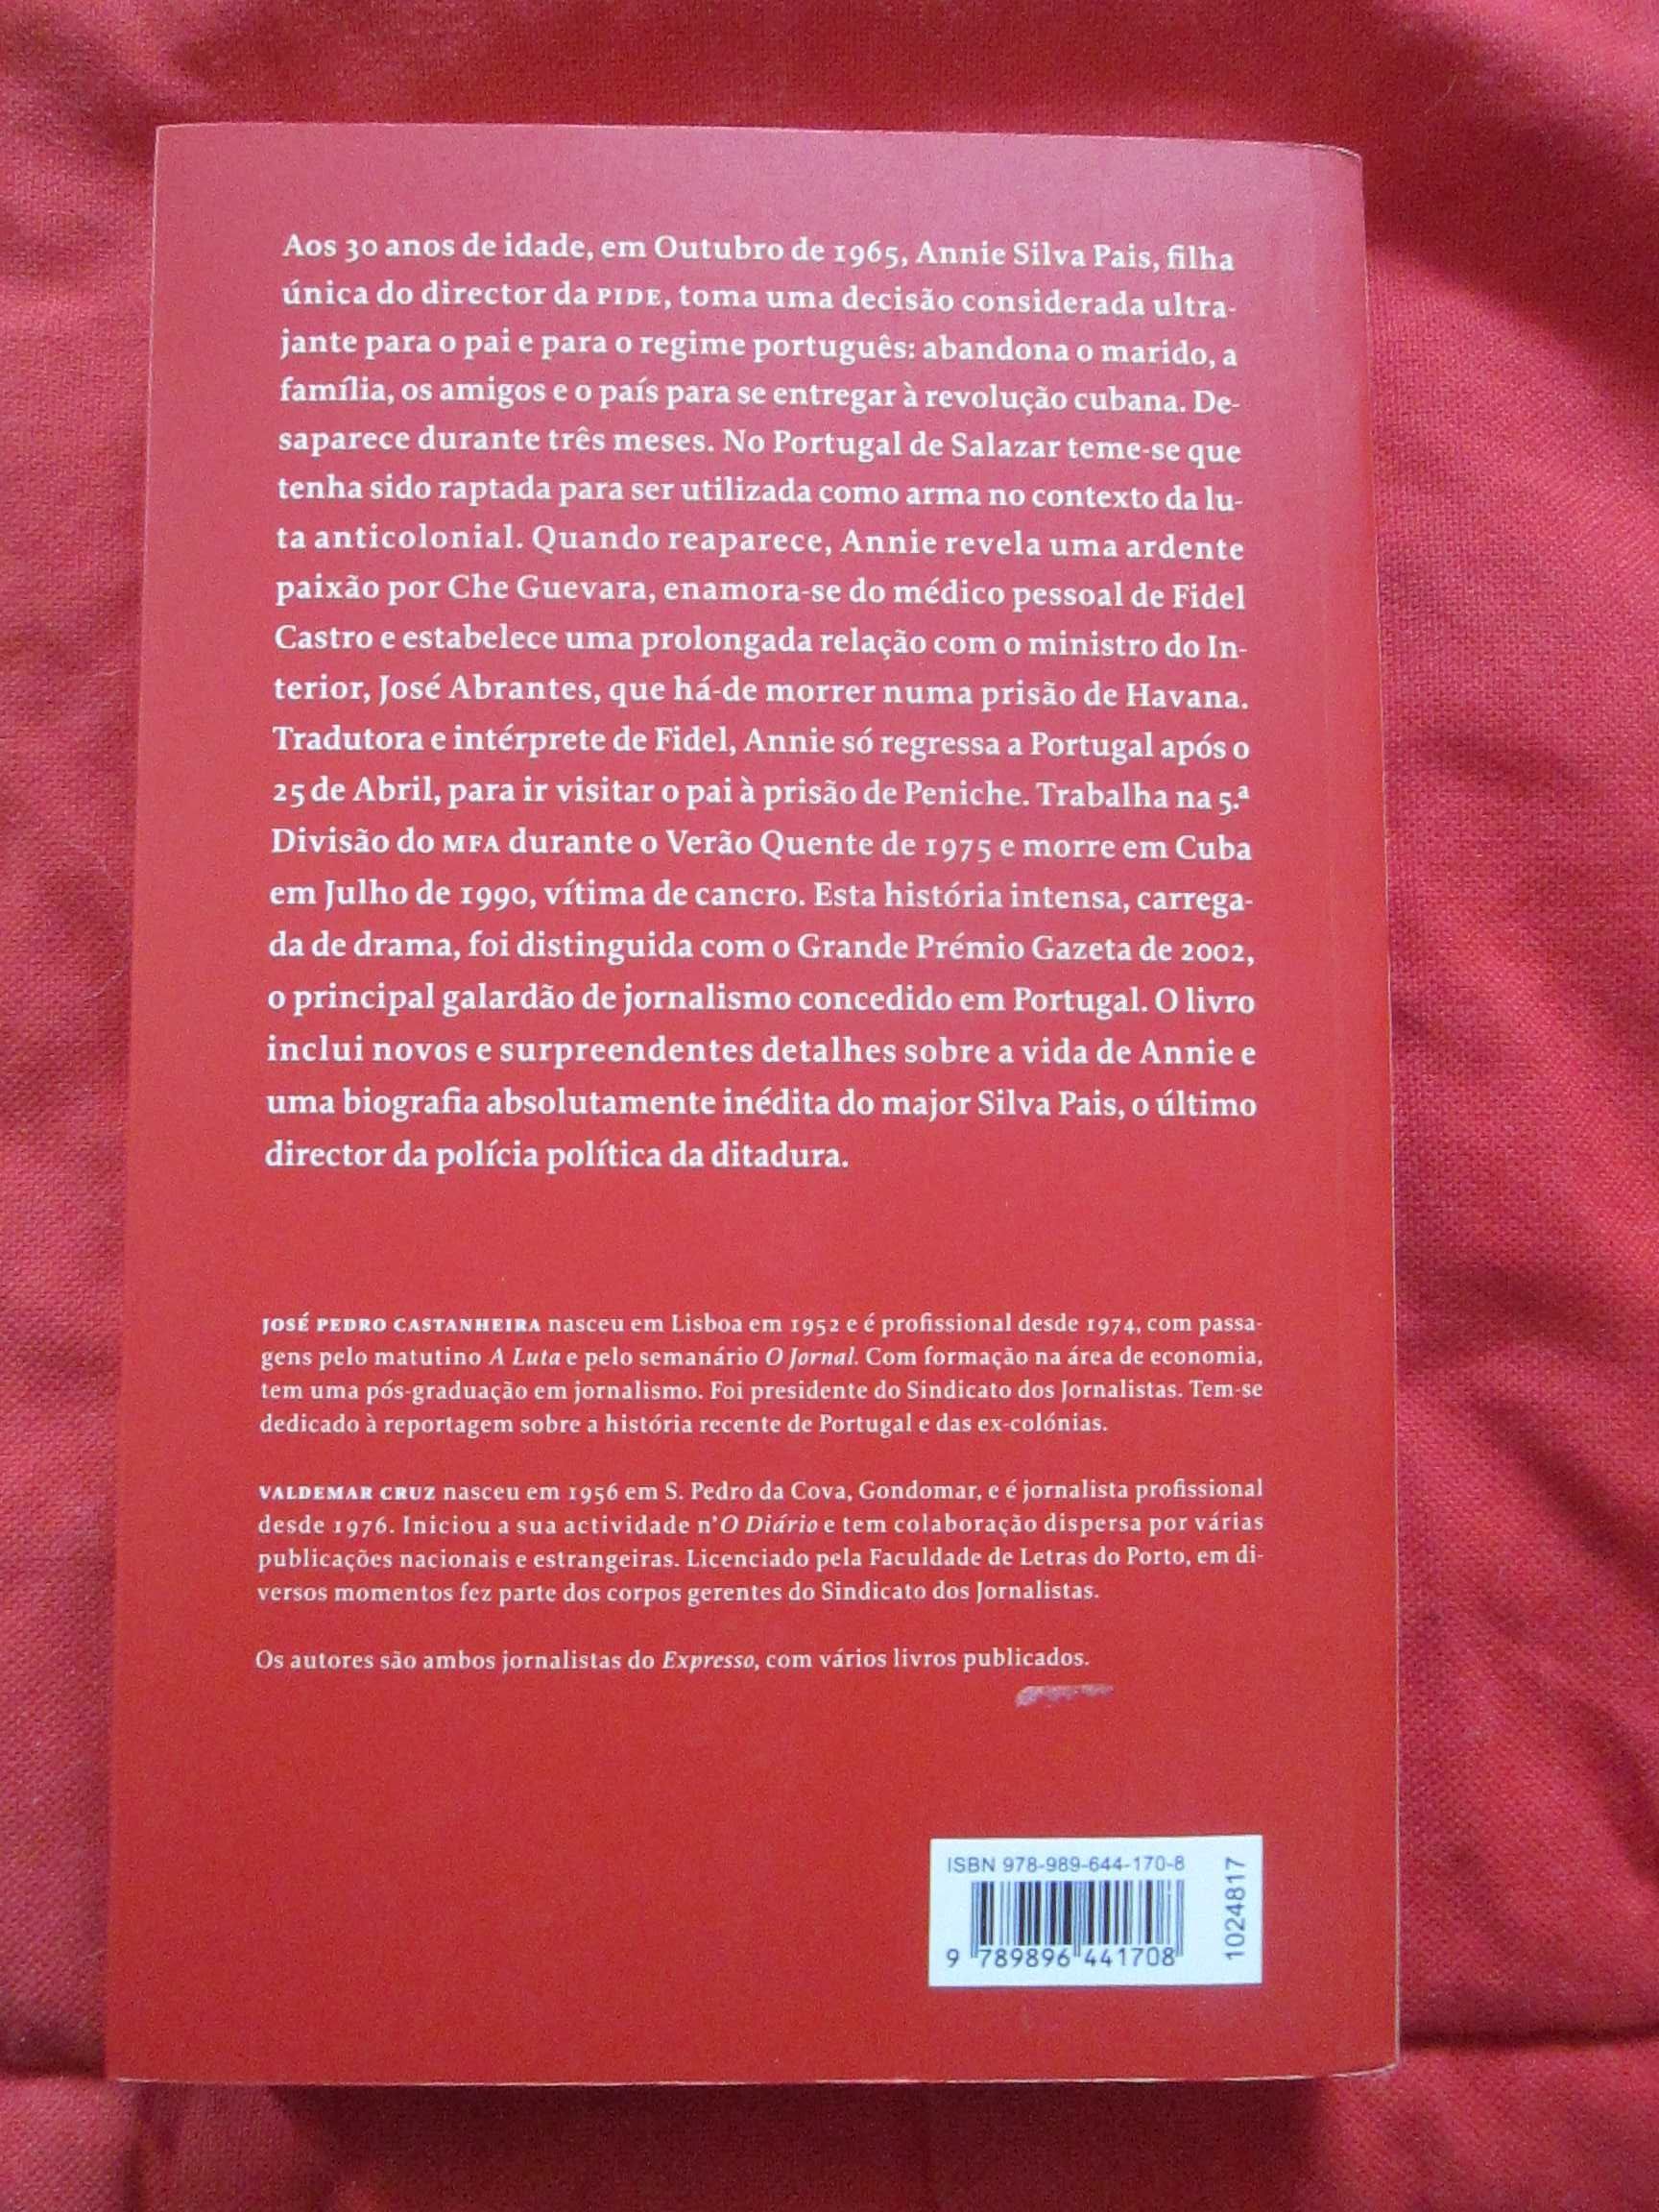 Aos 30 anos de idade, em Outubro de 1965, Annie Silva Pais, filha
única do director da PIDE, toma uma decisão considerada ultra-
jante para o pai e para o regime português: abandona o marido, a
família, os amigos e o país para se entregar à revolução cubana. De-
saparece durante três meses. No Portugal de Salazar teme-se que
tenha sido raptada para ser utilizada como arma no contexto da lu-
ta anticolonial. Quando reaparece, Annie revela uma ardente
paixão por Che Guevara, enamora-se do médico pessoal de Fidel
Castro e estabelece uma prolongada relação com o ministro do In-
terior, José Abrantes, que há-de morrer numa prisão de Havana.
Tradutora e intérprete de Fidel, Annie só regressa a Portugal após o
25 de Abril, para ir visitar o pai à prisão de Peniche. Trabalha na 5.ª
Divisão do MFA durante o Verão Quente de 1975 e morre em Cuba
em Julho de 1990, vítima de cancro. Esta história intensa, carrega-
da de drama, foi distinguida com o Grande Prémio Gazeta de 2002,
o principal galardão de jornalismo concedido em Portugal. O livro
inclui novos e surpreendentes detalhes sobre a vida de Annie e
uma biografia absolutamente inédita do major Silva Pais, o último
director da polícia política da ditadura.
JOSÉ PEDRO CASTANHEIRA nasceu em Lisboa em 1952 e é profissional desde 1974, com passa-
gens pelo matutino A Luta e pelo semanário O Jornal. Com formação na área de economia,
tem uma pós-graduação em jornalismo. Foi presidente do Sindicato dos Jornalistas. Tem-se
dedicado à reportagem sobre a história recente de Portugal e das ex-colónias.
VALDEMAR CRUZ nasceu em 1956 em S. Pedro da Cova, Gondomar, e é jornalista profissional
desde 1976. Iniciou a sua actividade n'O Diário e tem colaboração dispersa por várias
publicações nacionais e estrangeiras. Licenciado pela Faculdade de Letras do Porto, em di-
versos momentos fez parte dos corpos gerentes do Sindicato dos Jornalistas.
Os autores são ambos jornalistas do Expresso, com vários livros publicados.
ISBN 978-989-644-170-8
9 789896 441708
1024817